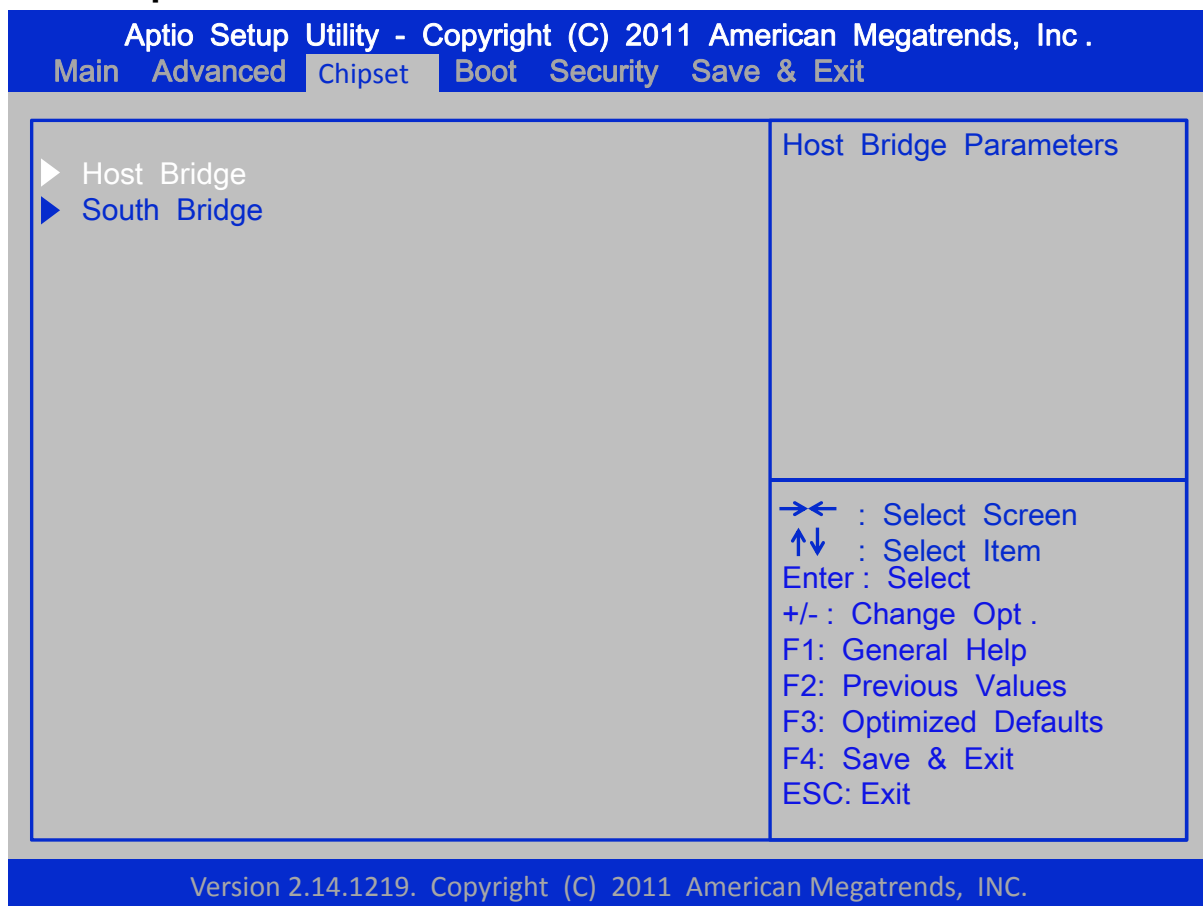 Aptio Setup Utility - Copyright (C) 2011 American Megatrends, Inc .
Main Advanced Chipset Boot Security Save & Exit
Host Bridge
South Bridge
Host Bridge Parameters
→← : Select Screen
↑↓ : Select Item
Enter : Select
+/- : Change Opt .
F1: General Help
F2: Previous Values
F3: Optimized Defaults
F4: Save & Exit
ESC: Exit
Version 2.14.1219. Copyright (C) 2011 American Megatrends, INC.